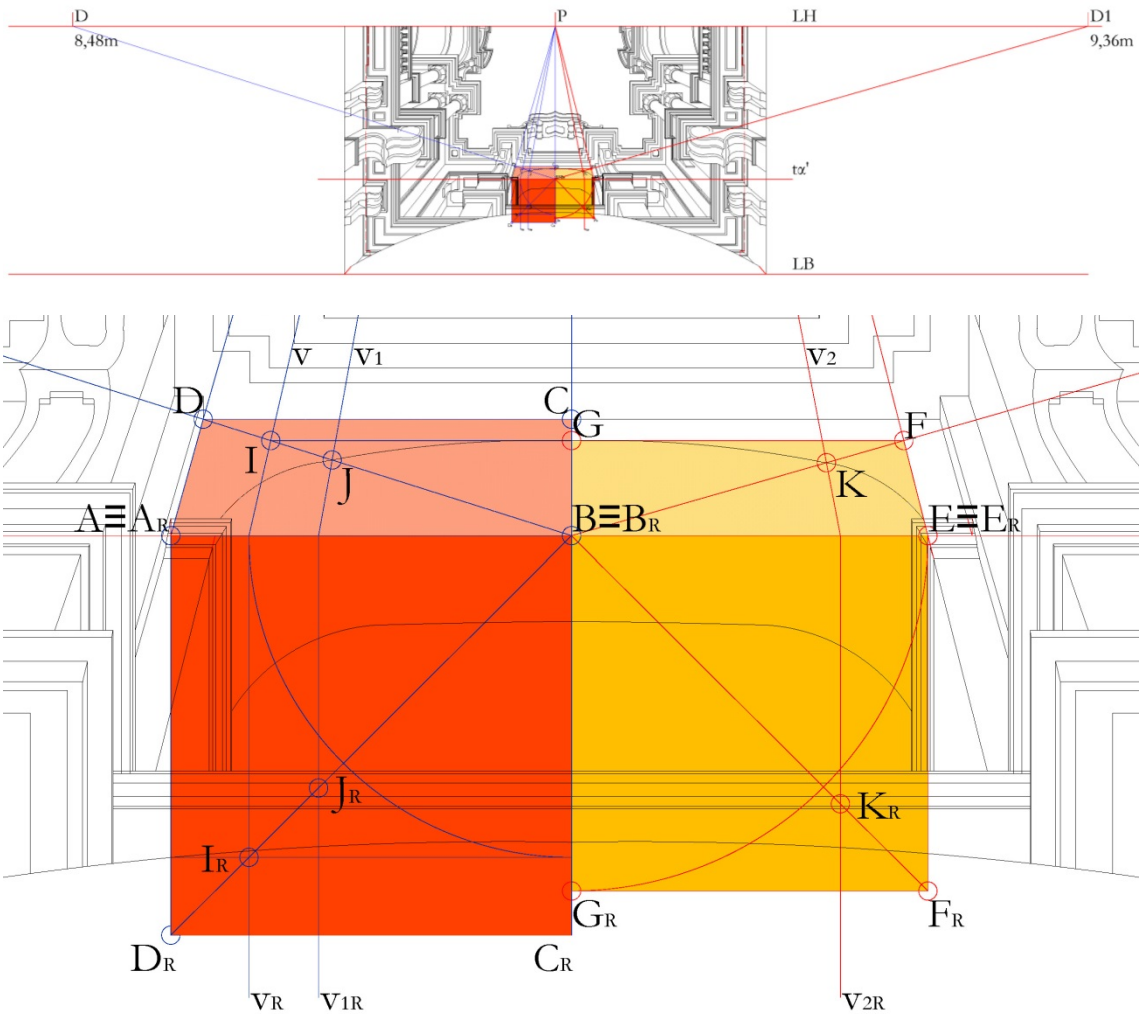 D P LH D1
8,48m 9,36m
tα'
LB
v v1 v2
D C F
I G
J K
A≡AR B≡BR E≡ER
JR KR
IR
GR FR
DR CR
vR v1R v2R